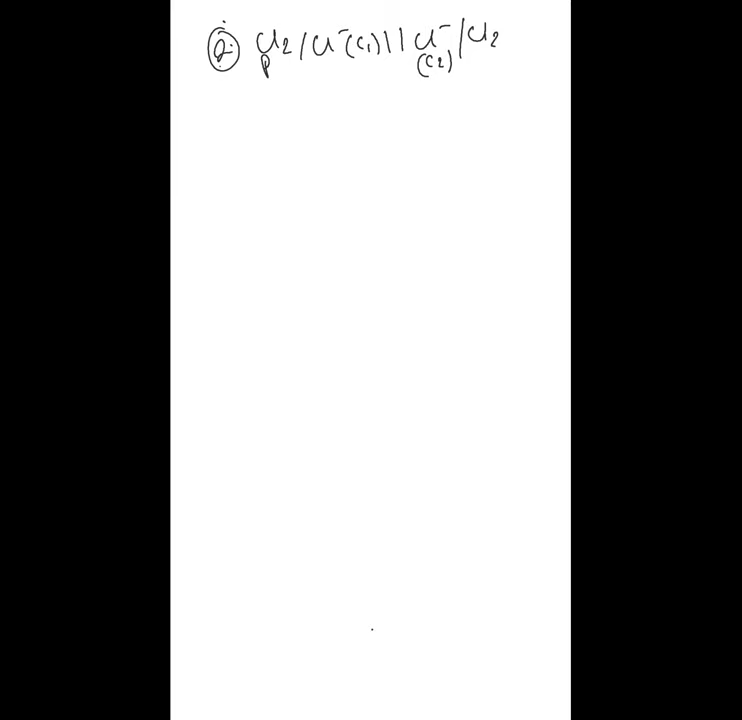 Q. Cl2 / Cl⁻(C1) || Cl⁻ / Cl2
P (C2)